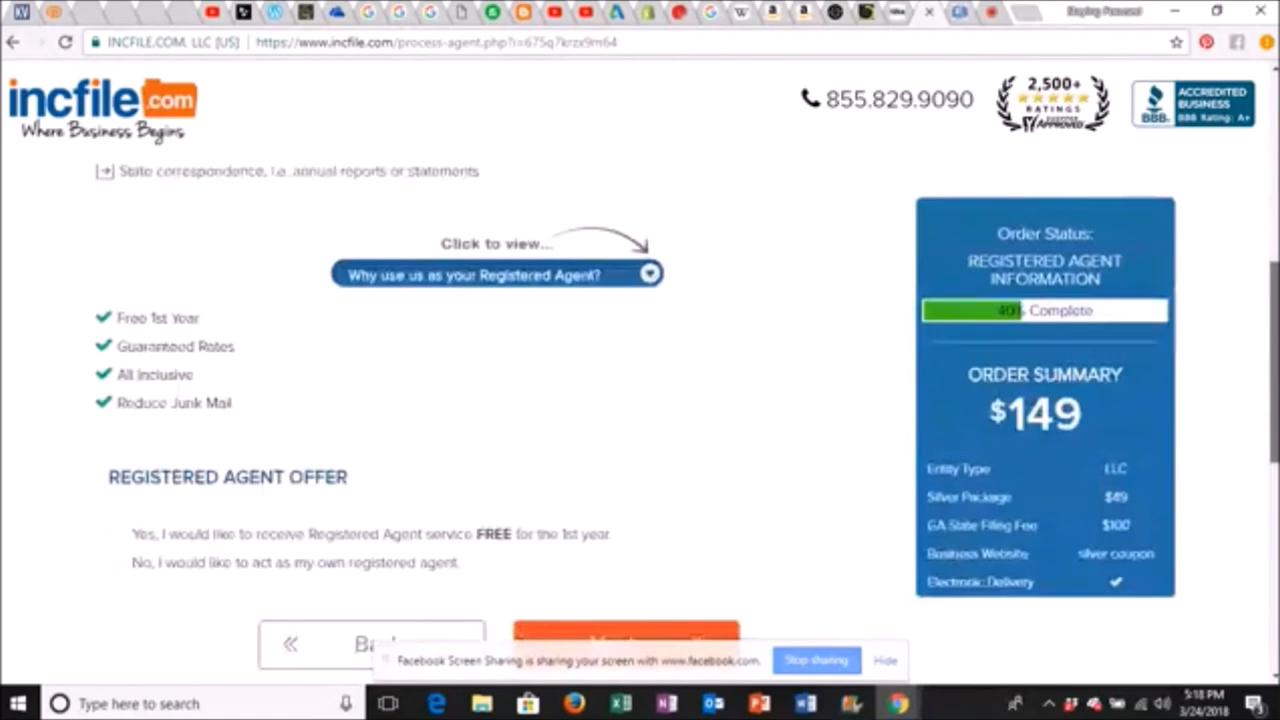 Staying Focused
INCFILE.COM, LLC [US] https://www.incfile.com/process-agent.php?i=675q7krzx9m64
incfile.com
Where Business Begins
855.829.9090
2,500+
RATINGS
SHOPPER
APPROVED
ACCREDITED
BUSINESS
BBB
BBB Rating: A+
State correspondence, i.e. annual reports or statements
Click to view...
Why use us as your Registered Agent?
Free 1st Year
Guaranteed Rates
All Inclusive
Reduce Junk Mail
REGISTERED AGENT OFFER
Yes, I would like to receive Registered Agent service FREE for the 1st year.
No, I would like to act as my own registered agent.
Order Status:
REGISTERED AGENT
INFORMATION
40% Complete
ORDER SUMMARY
$149
Entity Type LLC
Silver Package $49
GA State Filing Fee $100
Business Website silver coupon
Electronic Delivery
Facebook Screen Sharing is sharing your screen with www.facebook.com.
Stop sharing
Hide
Type here to search
5:18 PM
3/24/2018